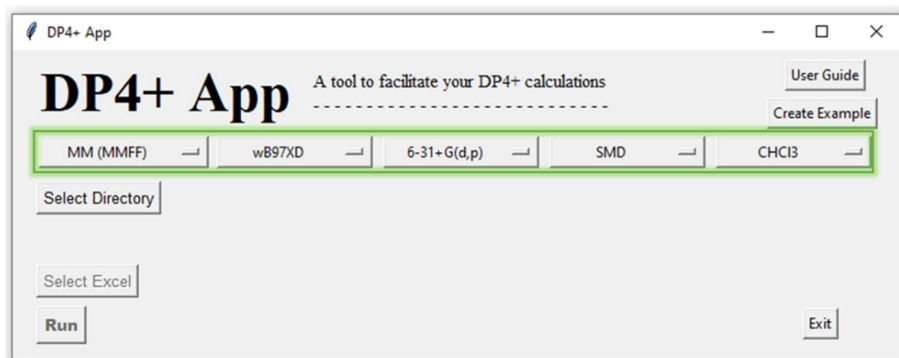 DP4+ App
DP4+ App
A tool to facilitate your DP4+ calculations
- - - - - - - - - - - - - - - - - - - - - - - - - - - - -
User Guide
Create Example
MM (MMFF) wB97XD 6-31+G(d,p) SMD CHCl3
Select Directory
Select Excel
Run
Exit